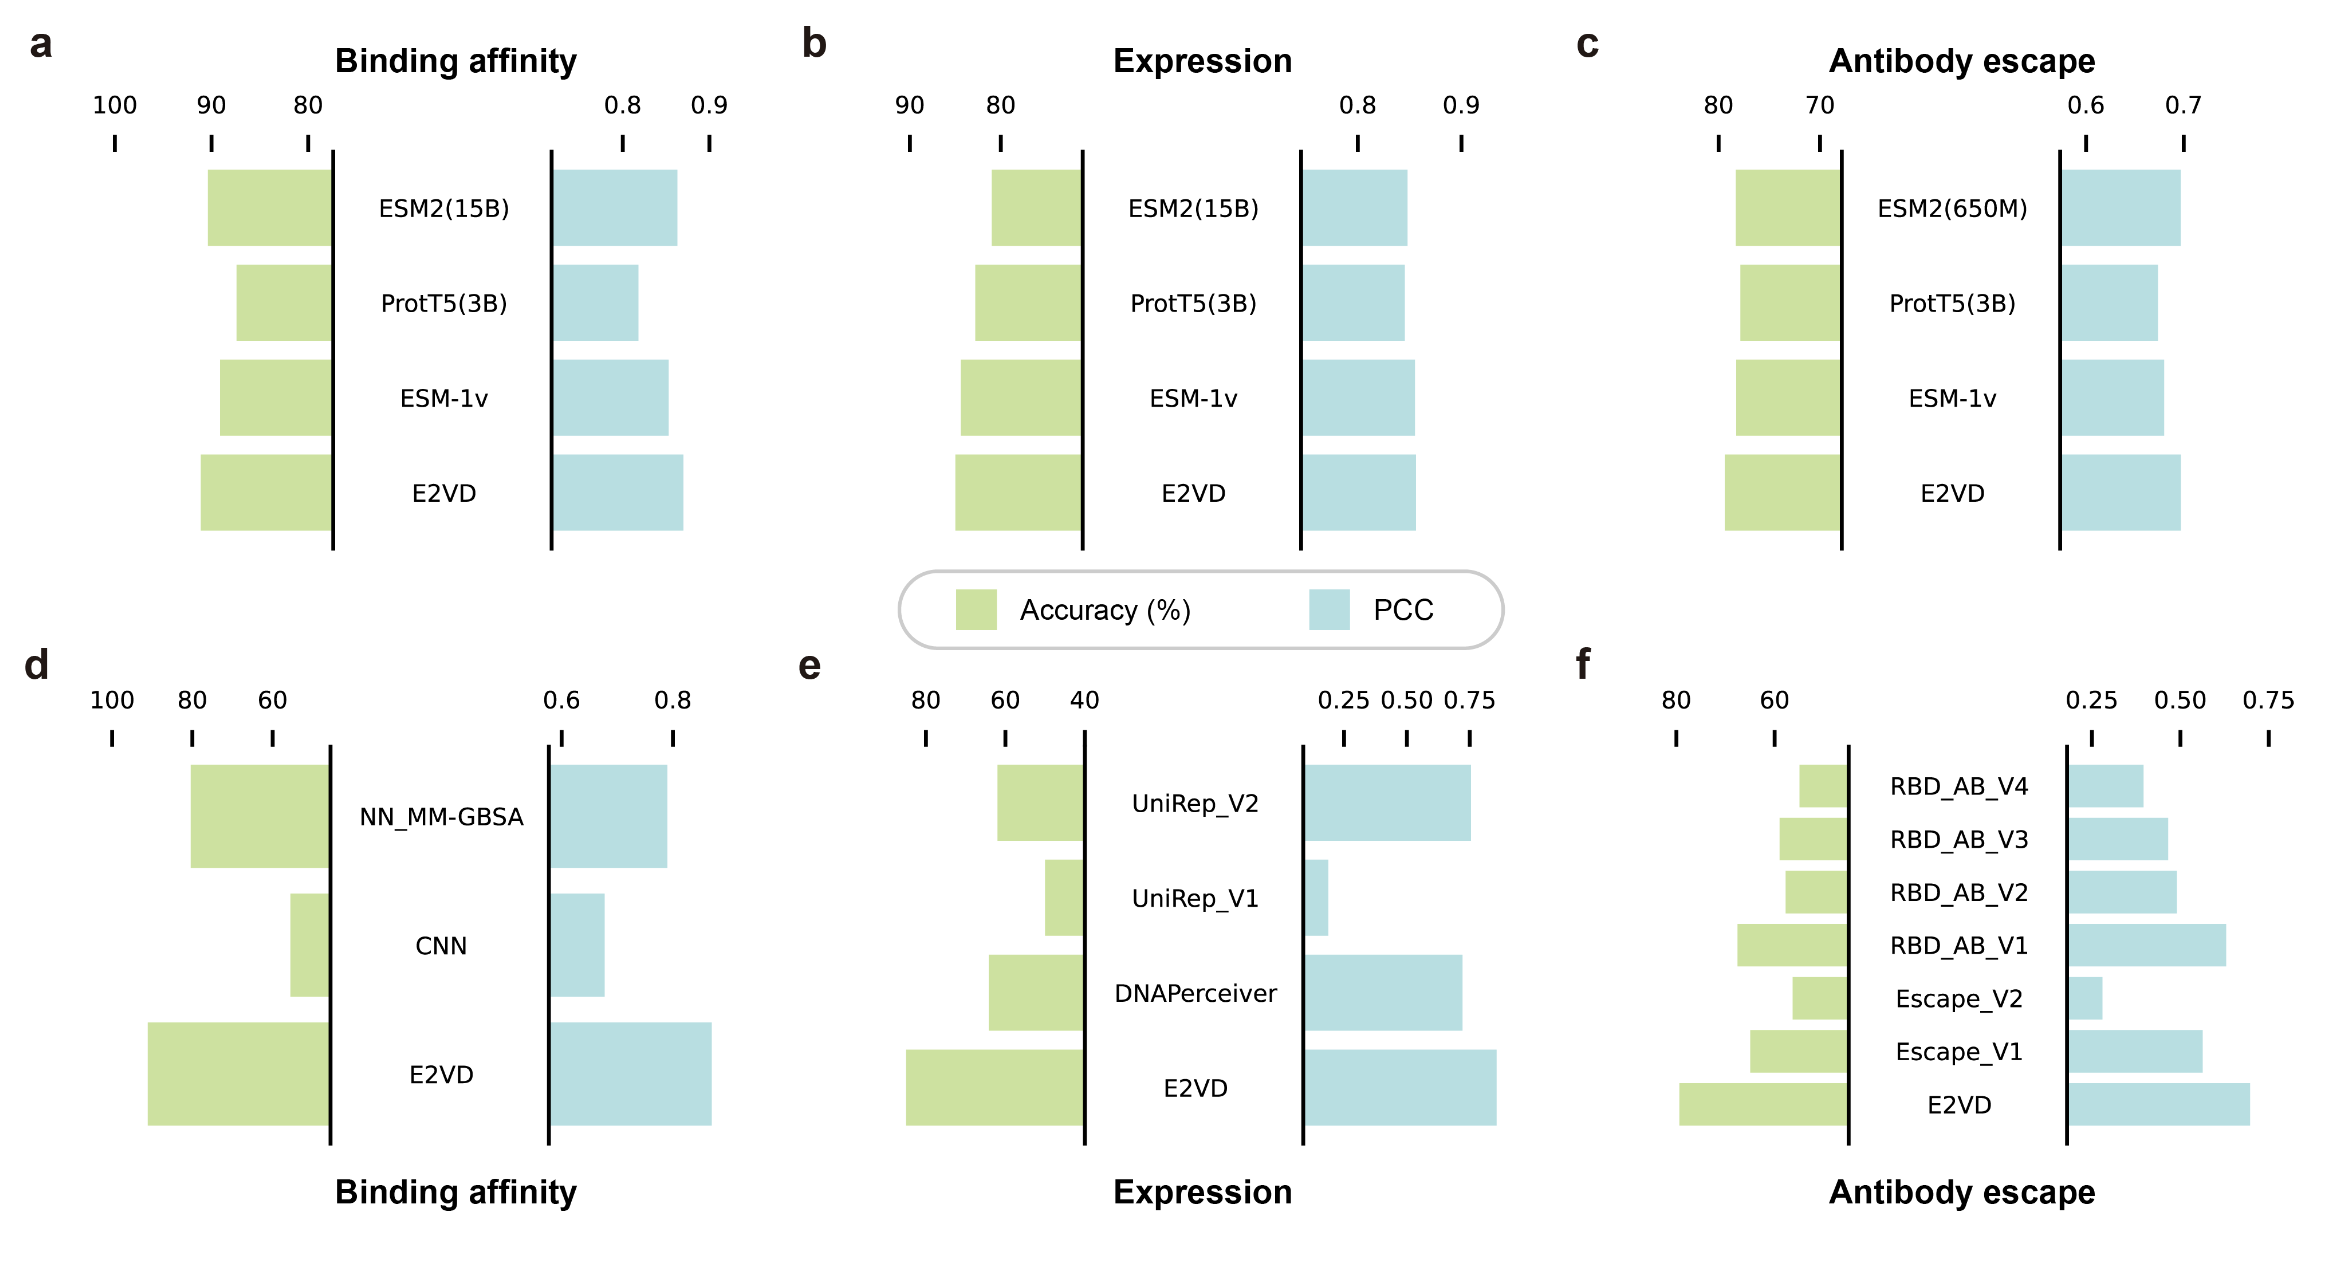 a
Binding affinity
100 90 80 0.8 0.9
ESM2(15B)
ProtT5(3B)
ESM-1v
E2VD
b
Expression
90 80 0.8 0.9
ESM2(15B)
ProtT5(3B)
ESM-1v
E2VD
c
Antibody escape
80 70 0.6 0.7
ESM2(650M)
ProtT5(3B)
ESM-1v
E2VD
Accuracy (%) PCC
d
100 80 60 0.6 0.8
NN_MM-GBSA
CNN
E2VD
Binding affinity
e
80 60 40 0.25 0.50 0.75
UniRep_V2
UniRep_V1
DNAPerceiver
E2VD
Expression
f
80 60 0.25 0.50 0.75
RBD_AB_V4
RBD_AB_V3
RBD_AB_V2
RBD_AB_V1
Escape_V2
Escape_V1
E2VD
Antibody escape